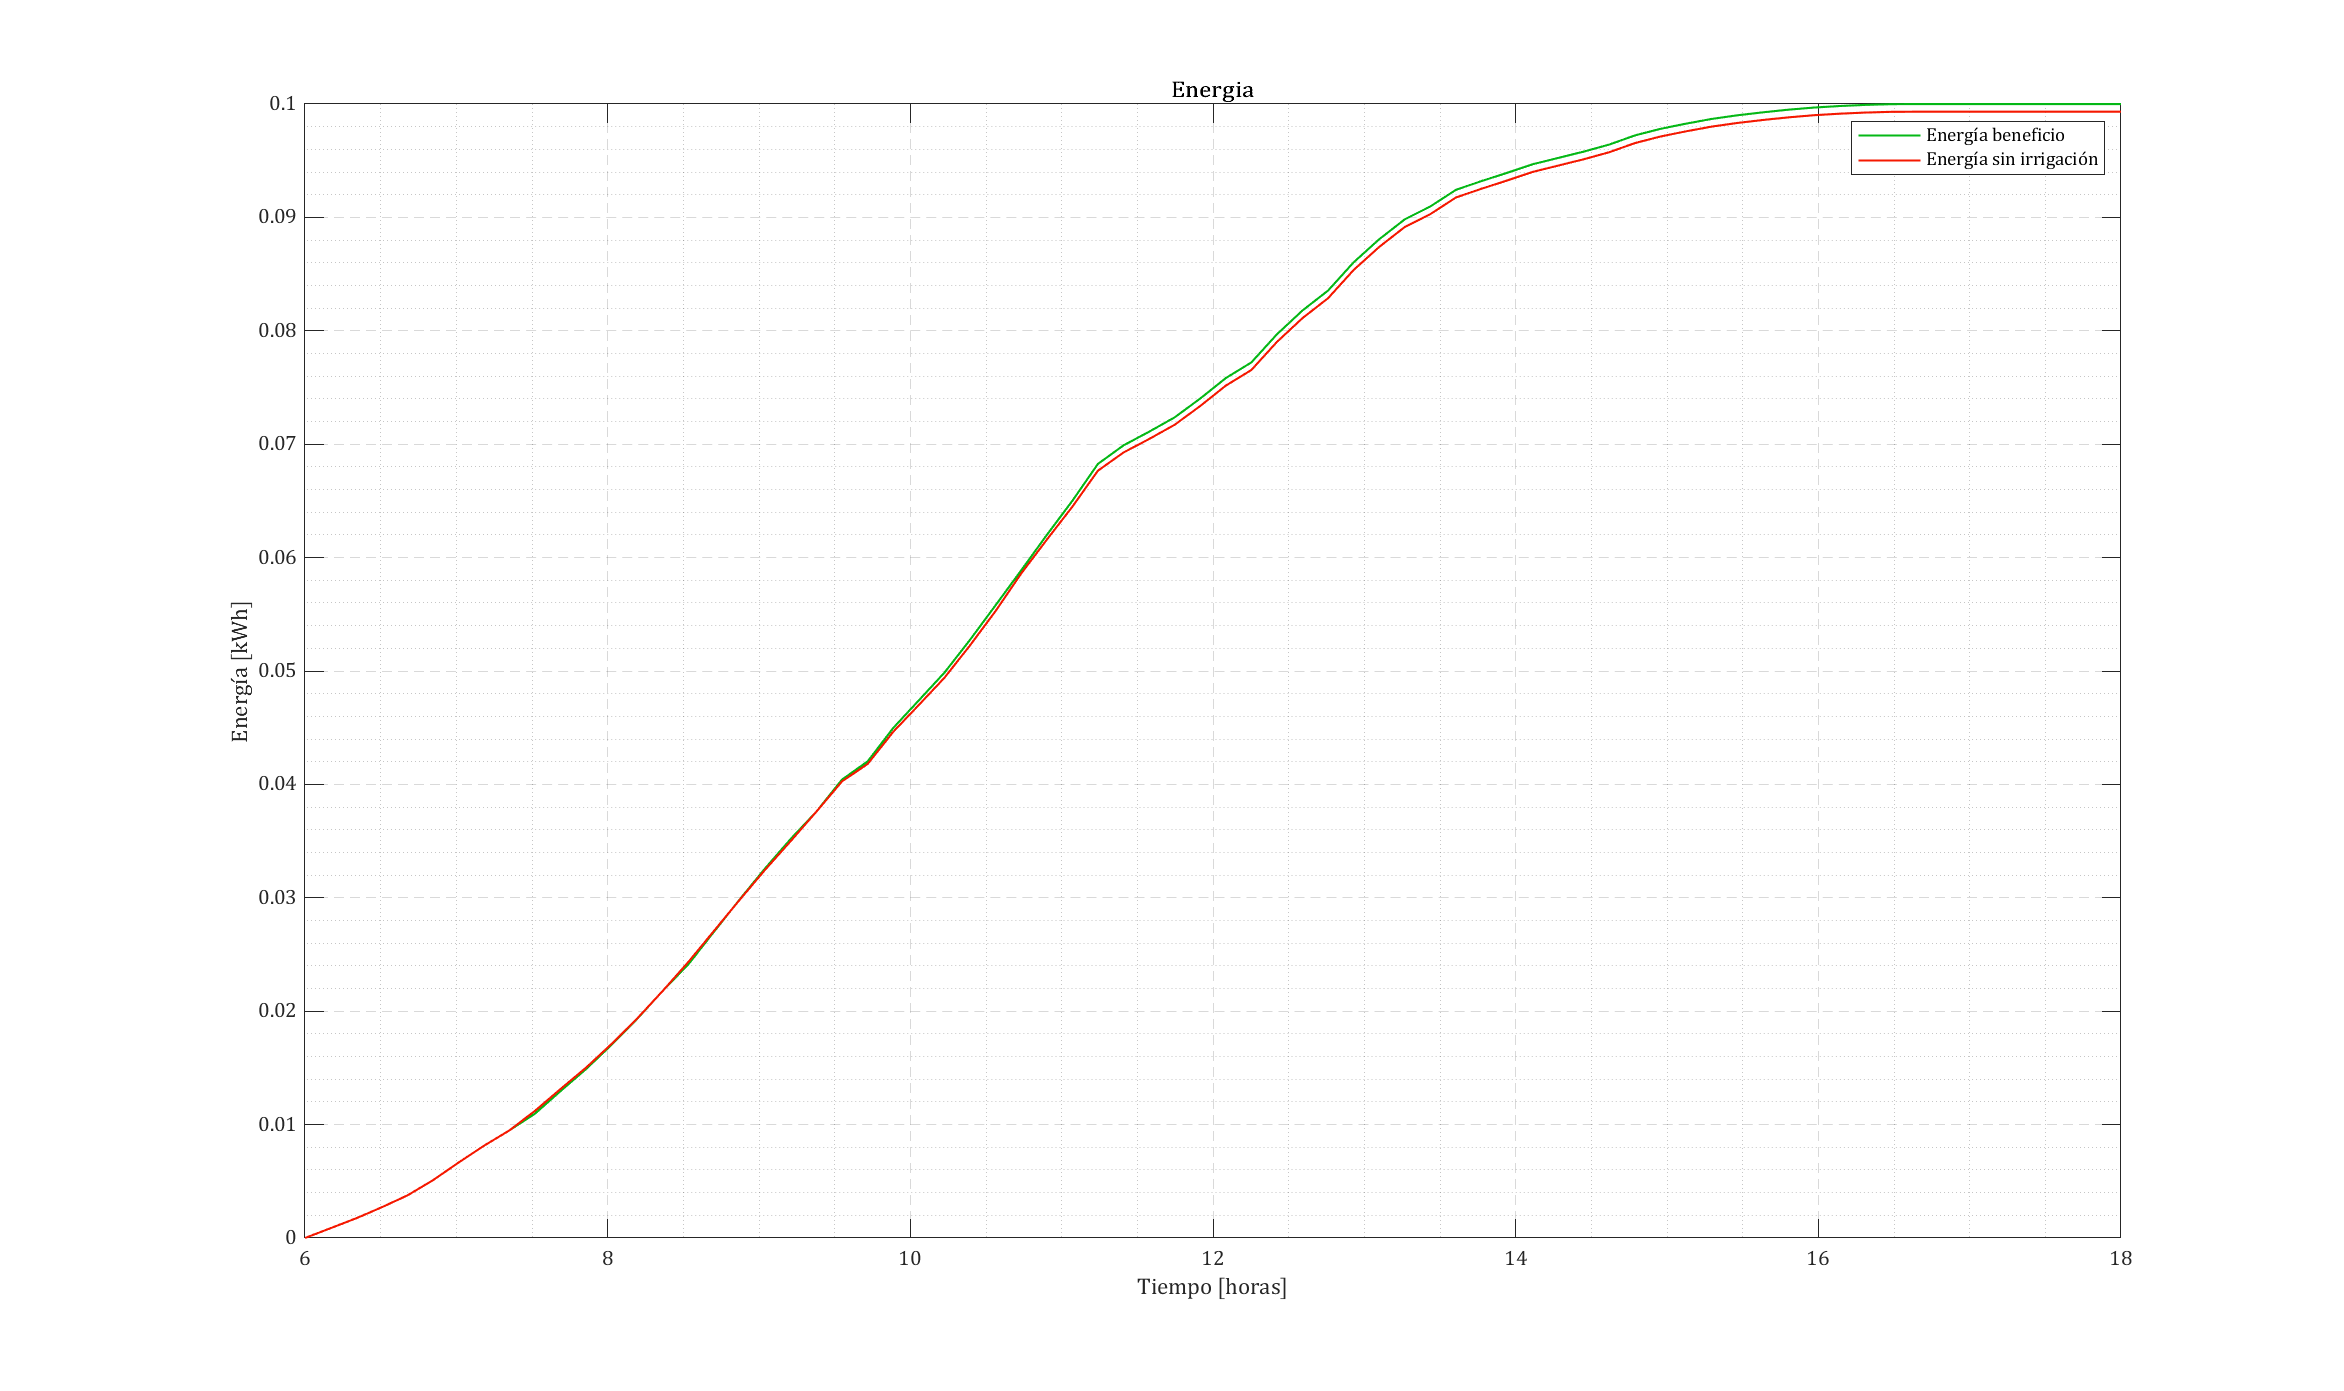 Energia
0.1
0.09
0.08
0.07
0.06
0.05
0.04
0.03
0.02
0.01
0
Energía [kWh]
Energía beneficio
Energía sin irrigación
6 8 10 12 14 16 18
Tiempo [horas]